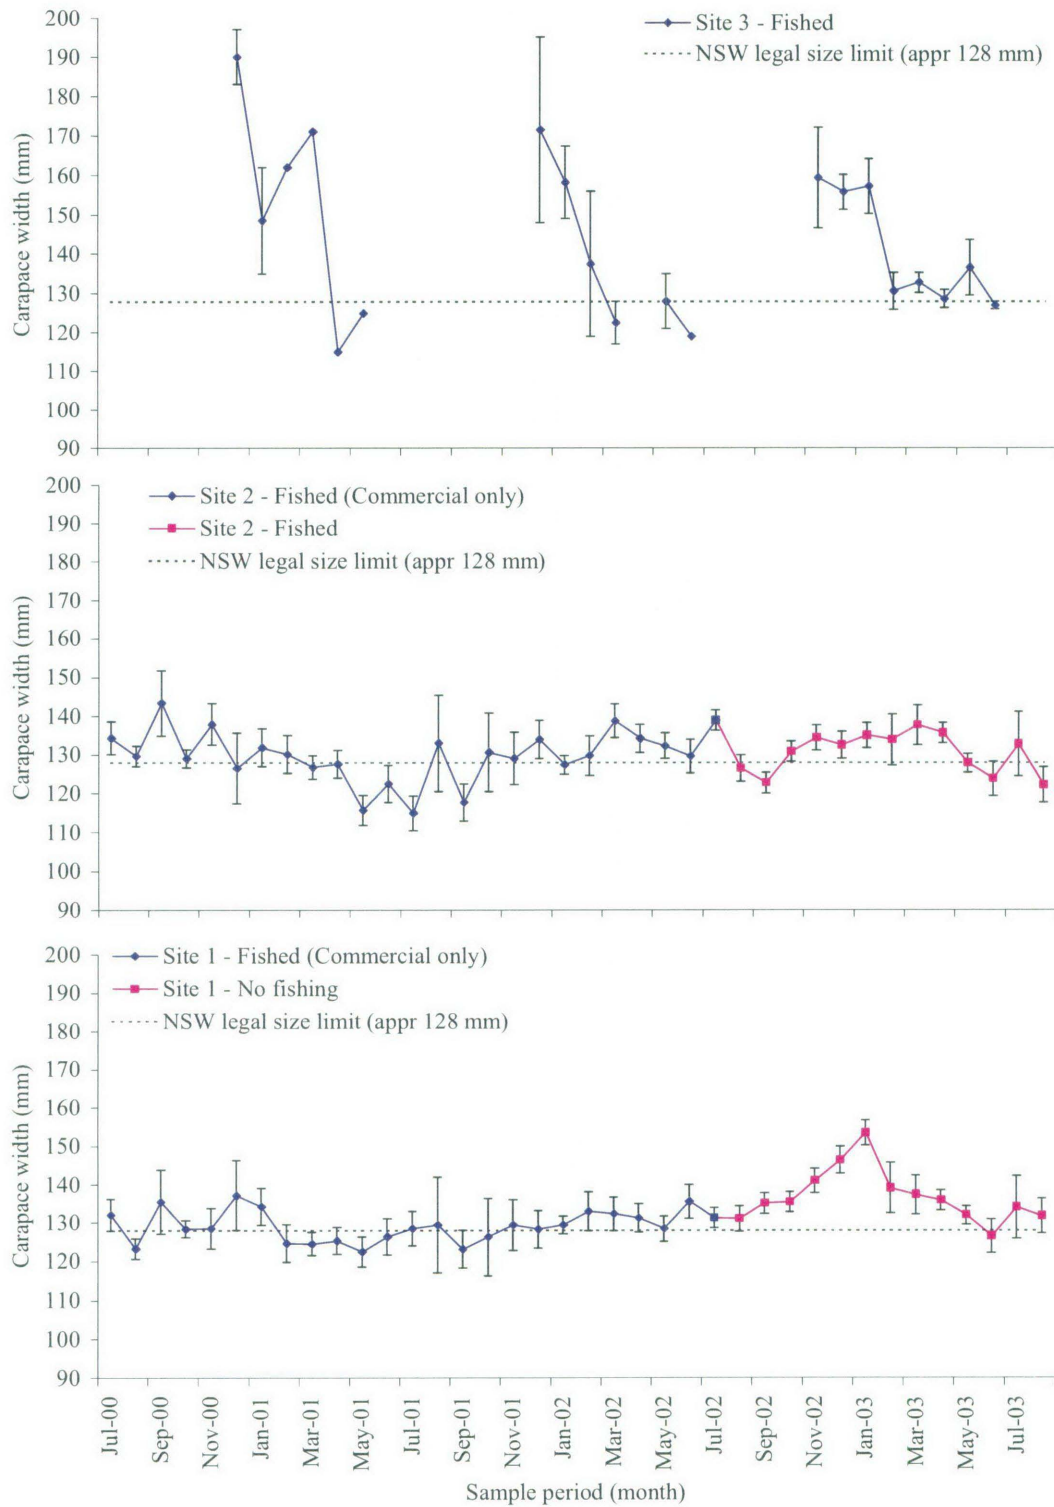 Site 3 - Fished
NSW legal size limit (appr 128 mm)
Carapace width (mm)
200
190
180
170
160
150
140
130
120
110
100
90
Site 2 - Fished (Commercial only)
Site 2 - Fished
NSW legal size limit (appr 128 mm)
Carapace width (mm)
200
190
180
170
160
150
140
130
120
110
100
90
Site 1 - Fished (Commercial only)
Site 1 - No fishing
NSW legal size limit (appr 128 mm)
Carapace width (mm)
200
190
180
170
160
150
140
130
120
110
100
90
Jul-00
Sep-00
Nov-00
Jan-01
Mar-01
May-01
Jul-01
Sep-01
Nov-01
Jan-02
Mar-02
May-02
Jul-02
Sep-02
Nov-02
Jan-03
Mar-03
May-03
Jul-03
Sample period (month)